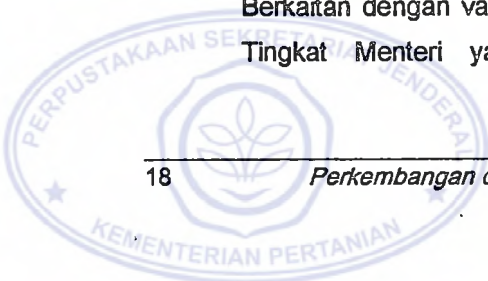 Berkaitan dengan va
Tingkat Menteri ya
PERPUSTAKAAN SEKRETARIAT JENDERAL
KEMENTERIAN PERTANIAN
18 Perkembangan d